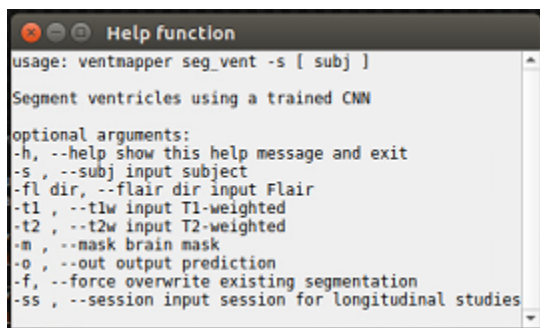 Help function
usage: ventmapper seg_vent -s [ subj ]
Segment ventricles using a trained CNN
optional arguments:
-h, --help show this help message and exit
-s , --subj input subject
-fl dir, --flair dir input Flair
-t1 , --t1w input T1-weighted
-t2 , --t2w input T2-weighted
-m , --mask brain mask
-o , --out output prediction
-f, --force overwrite existing segmentation
-ss , --session input session for longitudinal studies